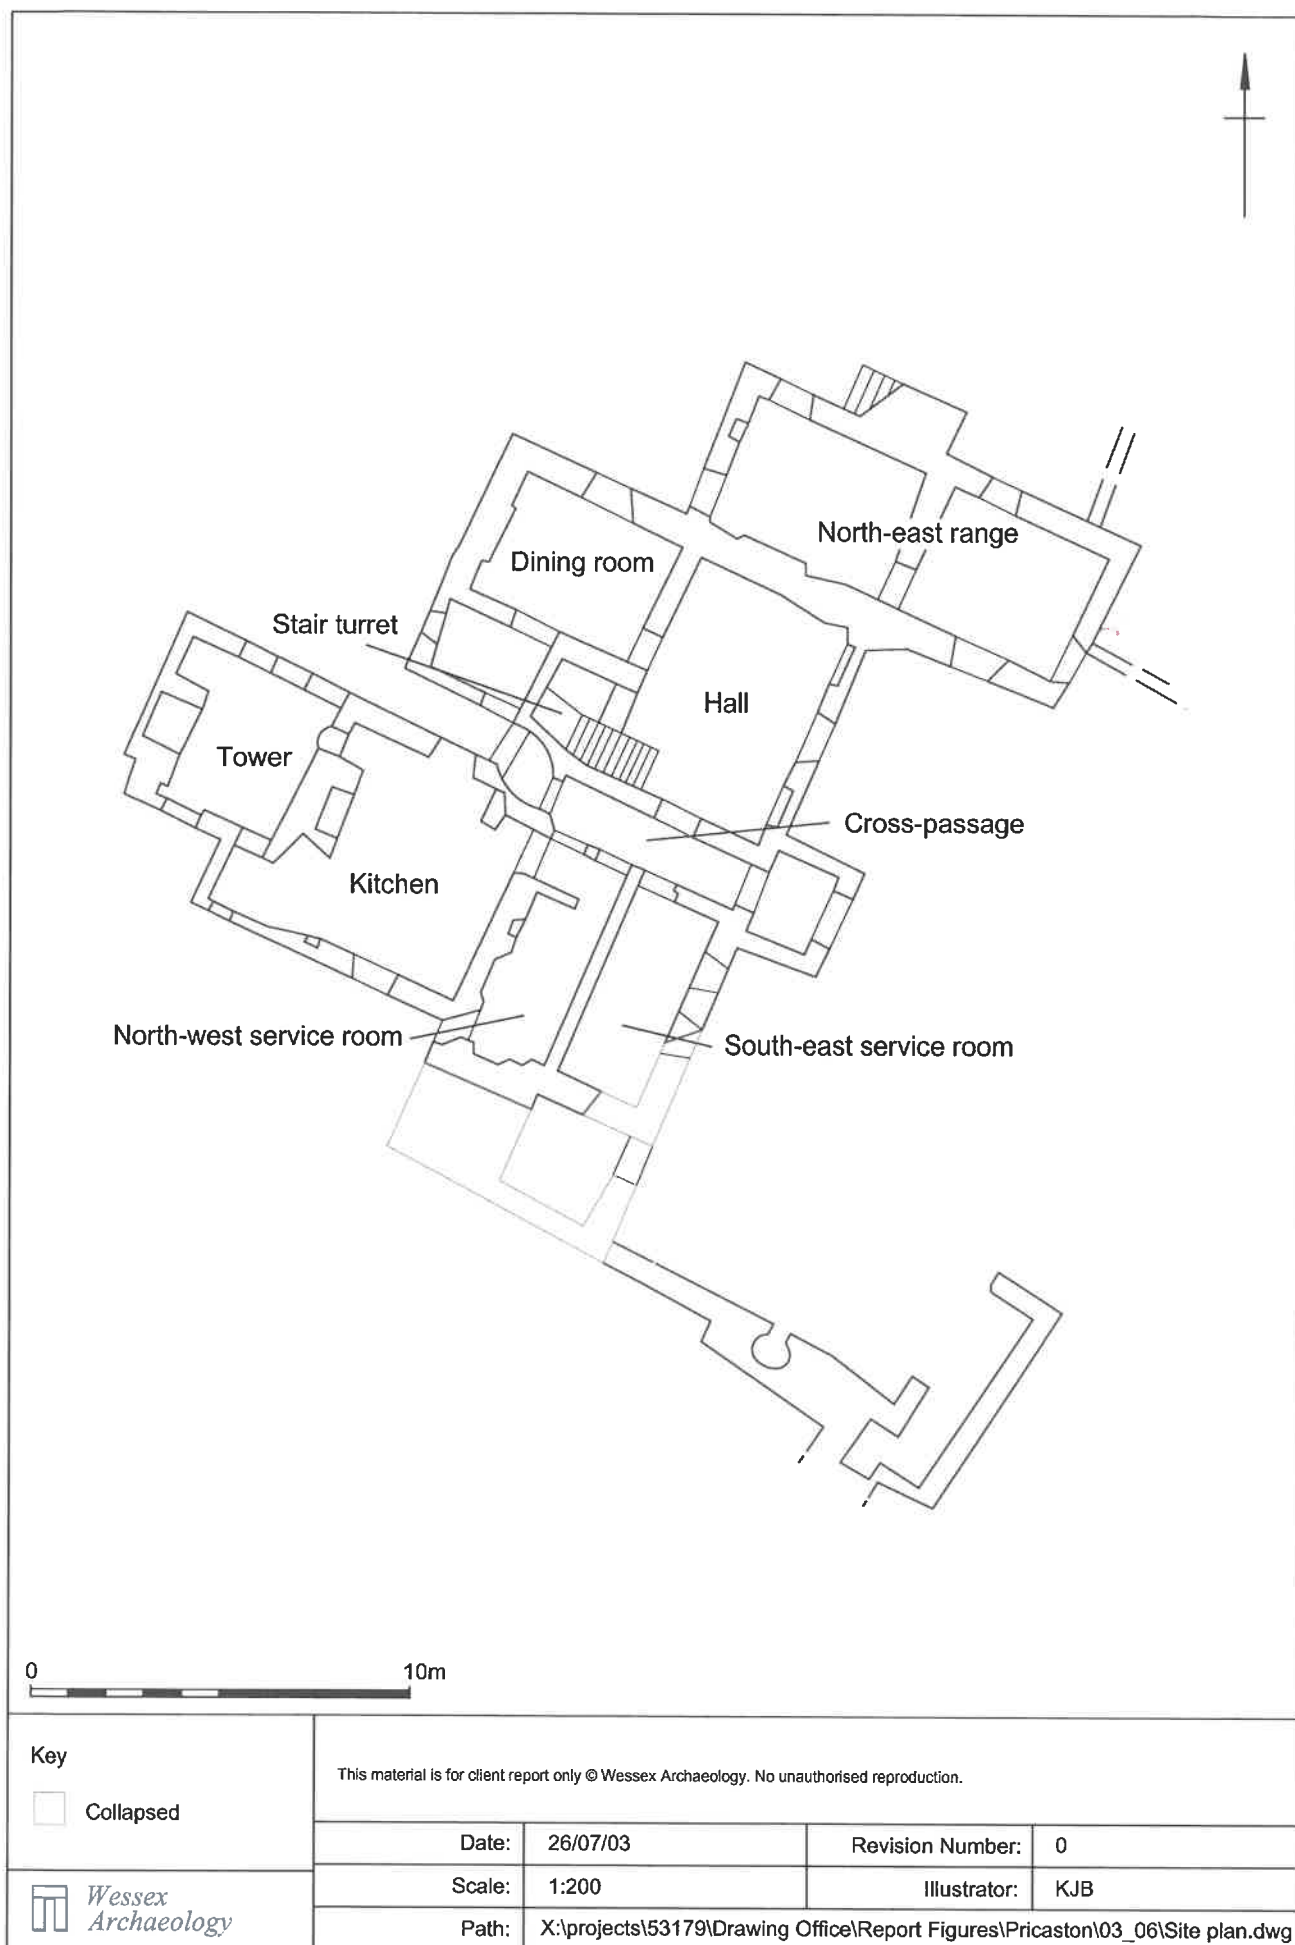 North-east range
Dining room
Stair turret
Hall
Tower
Cross-passage
Kitchen
North-west service room
South-east service room
0 10m
Key
Collapsed
This material is for client report only © Wessex Archaeology. No unauthorised reproduction.
Date: 26/07/03 Revision Number: 0
Scale: 1:200 Illustrator: KJB
Path: X:\projects\53179\Drawing Office\Report Figures\Pricaston\03_06\Site plan.dwg
Wessex
Archaeology